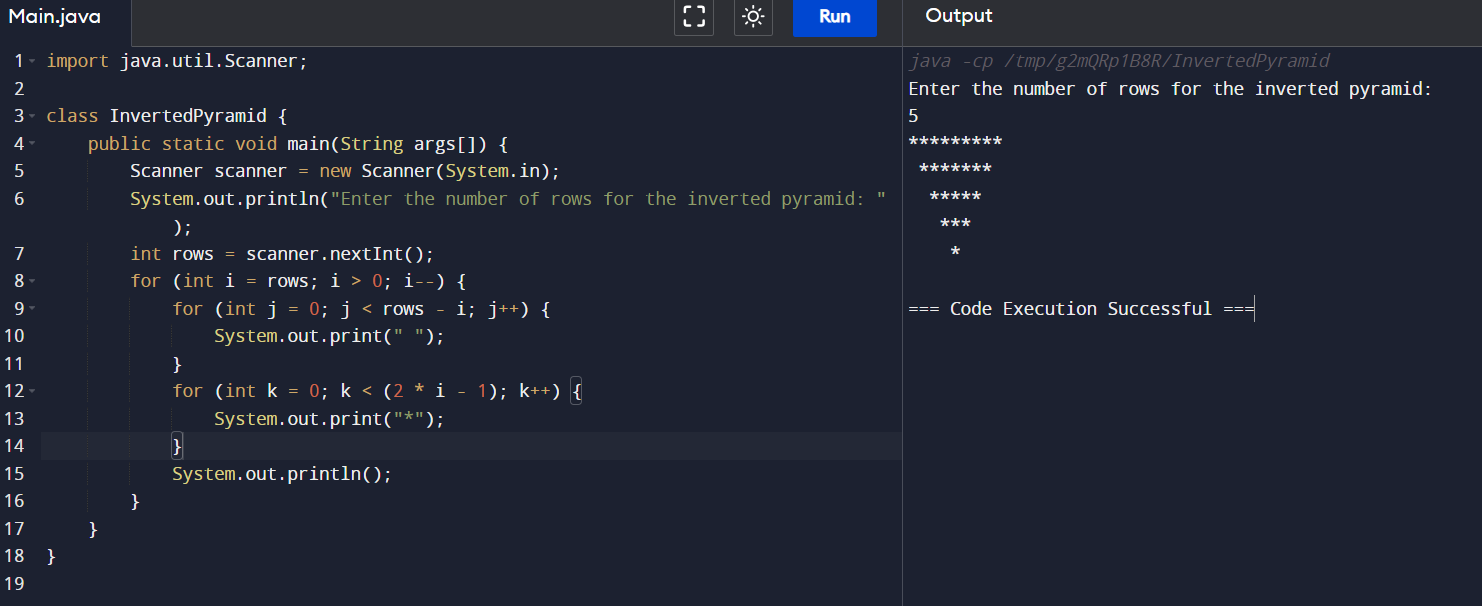 Main.java
Run
Output
1 import java.util.Scanner;
2
3 class InvertedPyramid {
4     public static void main(String args[]) {
5         Scanner scanner = new Scanner(System.in);
6         System.out.println("Enter the number of rows for the inverted pyramid: "
            );
7         int rows = scanner.nextInt();
8         for (int i = rows; i > 0; i--) {
9             for (int j = 0; j < rows - i; j++) {
10                System.out.print(" ");
11            }
12            for (int k = 0; k < (2 * i - 1); k++) {
13                System.out.print("*");
14            }
15            System.out.println();
16        }
17    }
18 }
19
java -cp /tmp/g2mQRp1B8R/InvertedPyramid
Enter the number of rows for the inverted pyramid:
5
*********
 *******
  *****
   ***
    *
=== Code Execution Successful ===